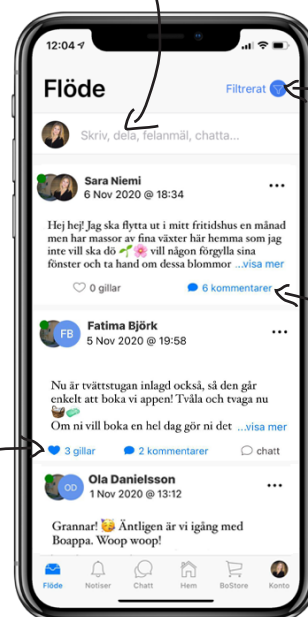 12:04
Flöde
Filtrerat
Skriv, dela, felanmäl, chatta...
Sara Niemi
6 Nov 2020 @ 18:34
Hej hej! Jag ska flytta ut i mitt fritidshus en månad
men har massor av fina växter här hemma som jag
inte vill ska dö 🌱🌸 vill någon förgylla sina
fönster och ta hand om dessa blommor ...visa mer
0 gillar
6 kommentarer
FB
Fatima Björk
5 Nov 2020 @ 19:58
Nu är tvättstugan inlagd också, så den går
enkelt att boka vi appen! Tvåla och tvaga nu
🧺🧼
Om ni vill boka en hel dag gör ni det ...visa mer
3 gillar
2 kommentarer
chatt
OD
Ola Danielsson
1 Nov 2020 @ 13:12
Grannar! 🥳 Äntligen är vi igång med
Boappa. Woop woop!
Flöde
Notiser
Chatt
Hem
BoStore
Konto